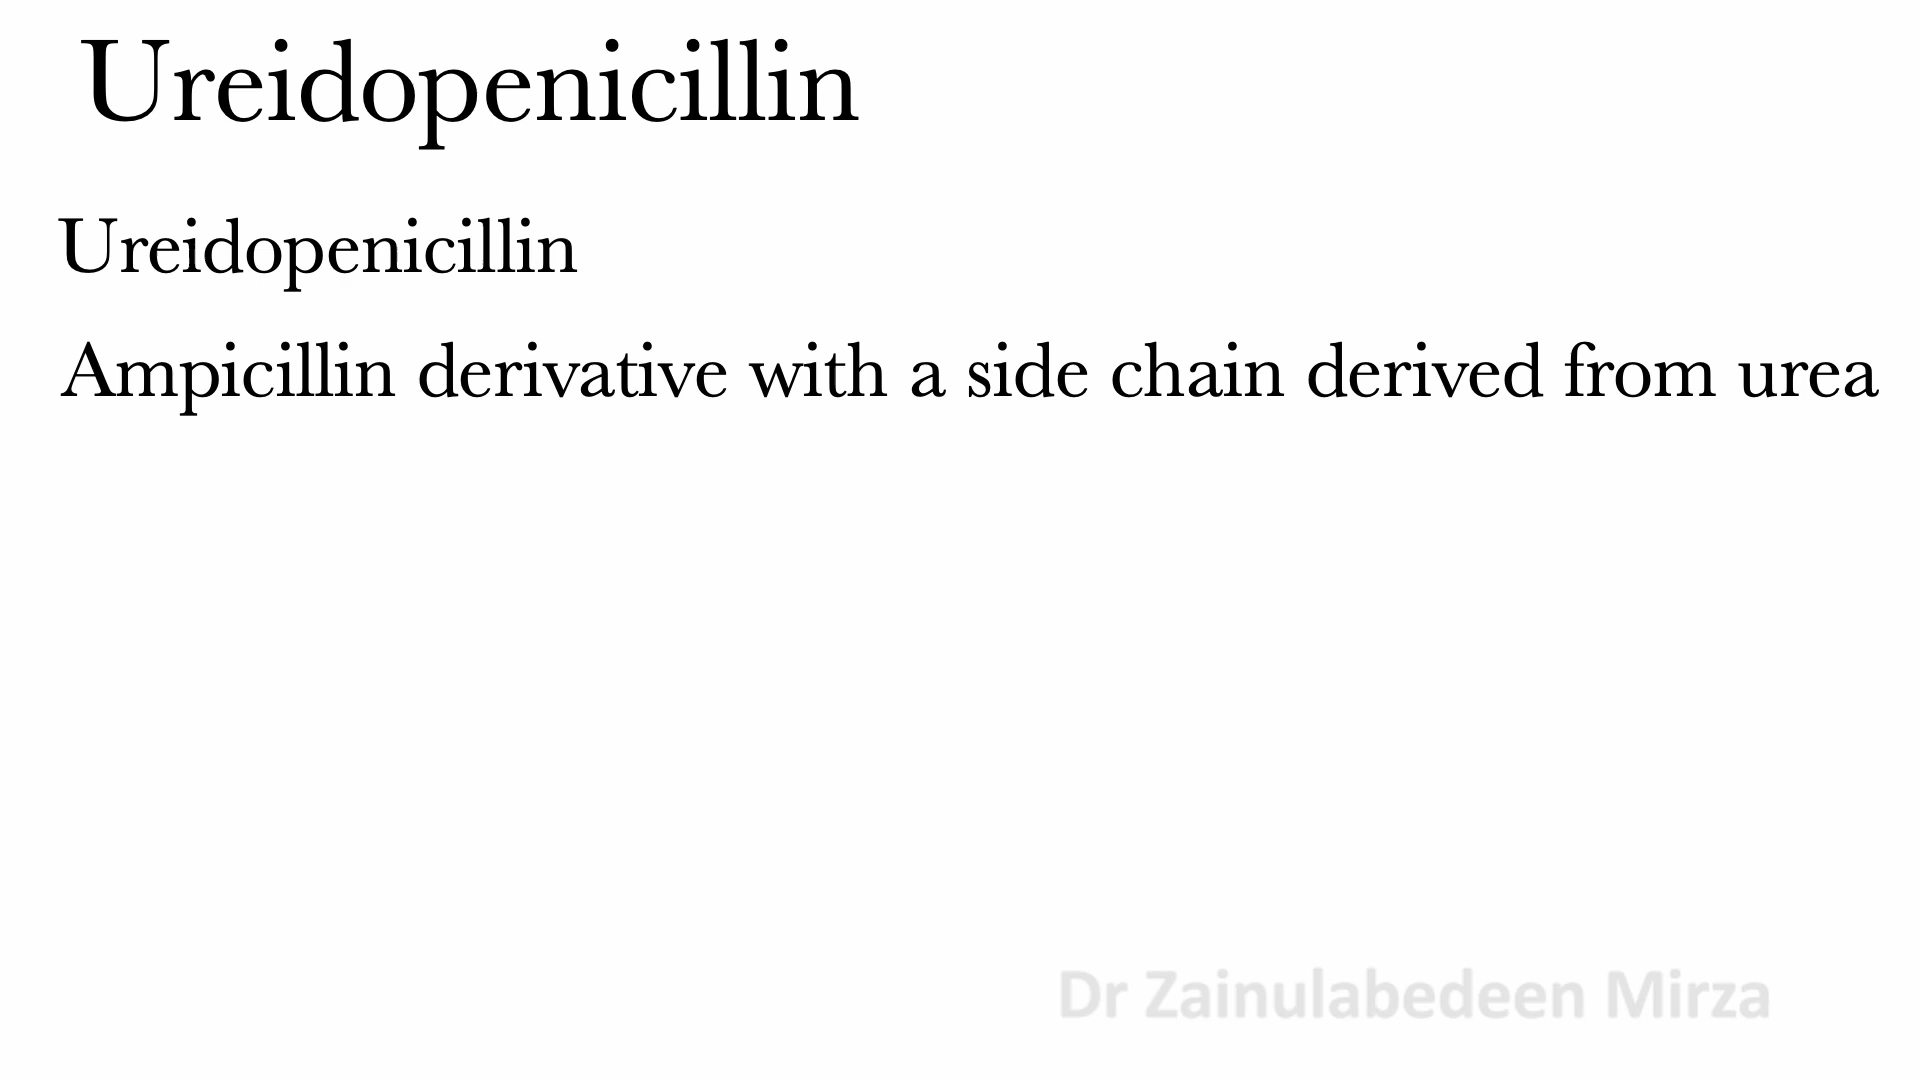 Ureidopenicillin
Ureidopenicillin
Ampicillin derivative with a side chain derived from urea
Dr Zainulabedeen Mirza